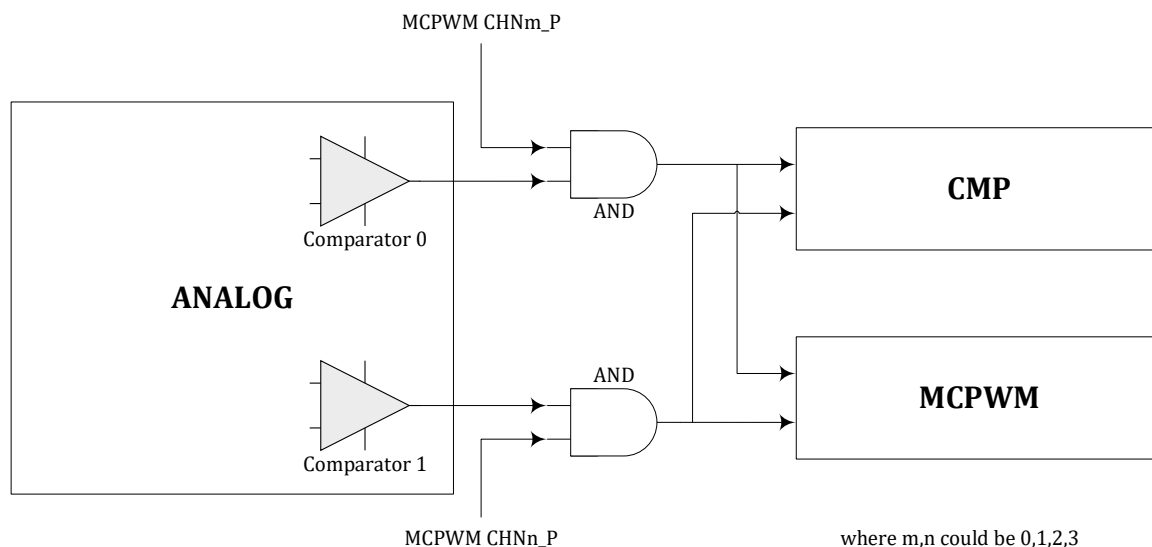 MCPWM CHNm_P
AND
Comparator 0
CMP
ANALOG
AND
MCPWM
Comparator 1
MCPWM CHNn_P
where m,n could be 0,1,2,3